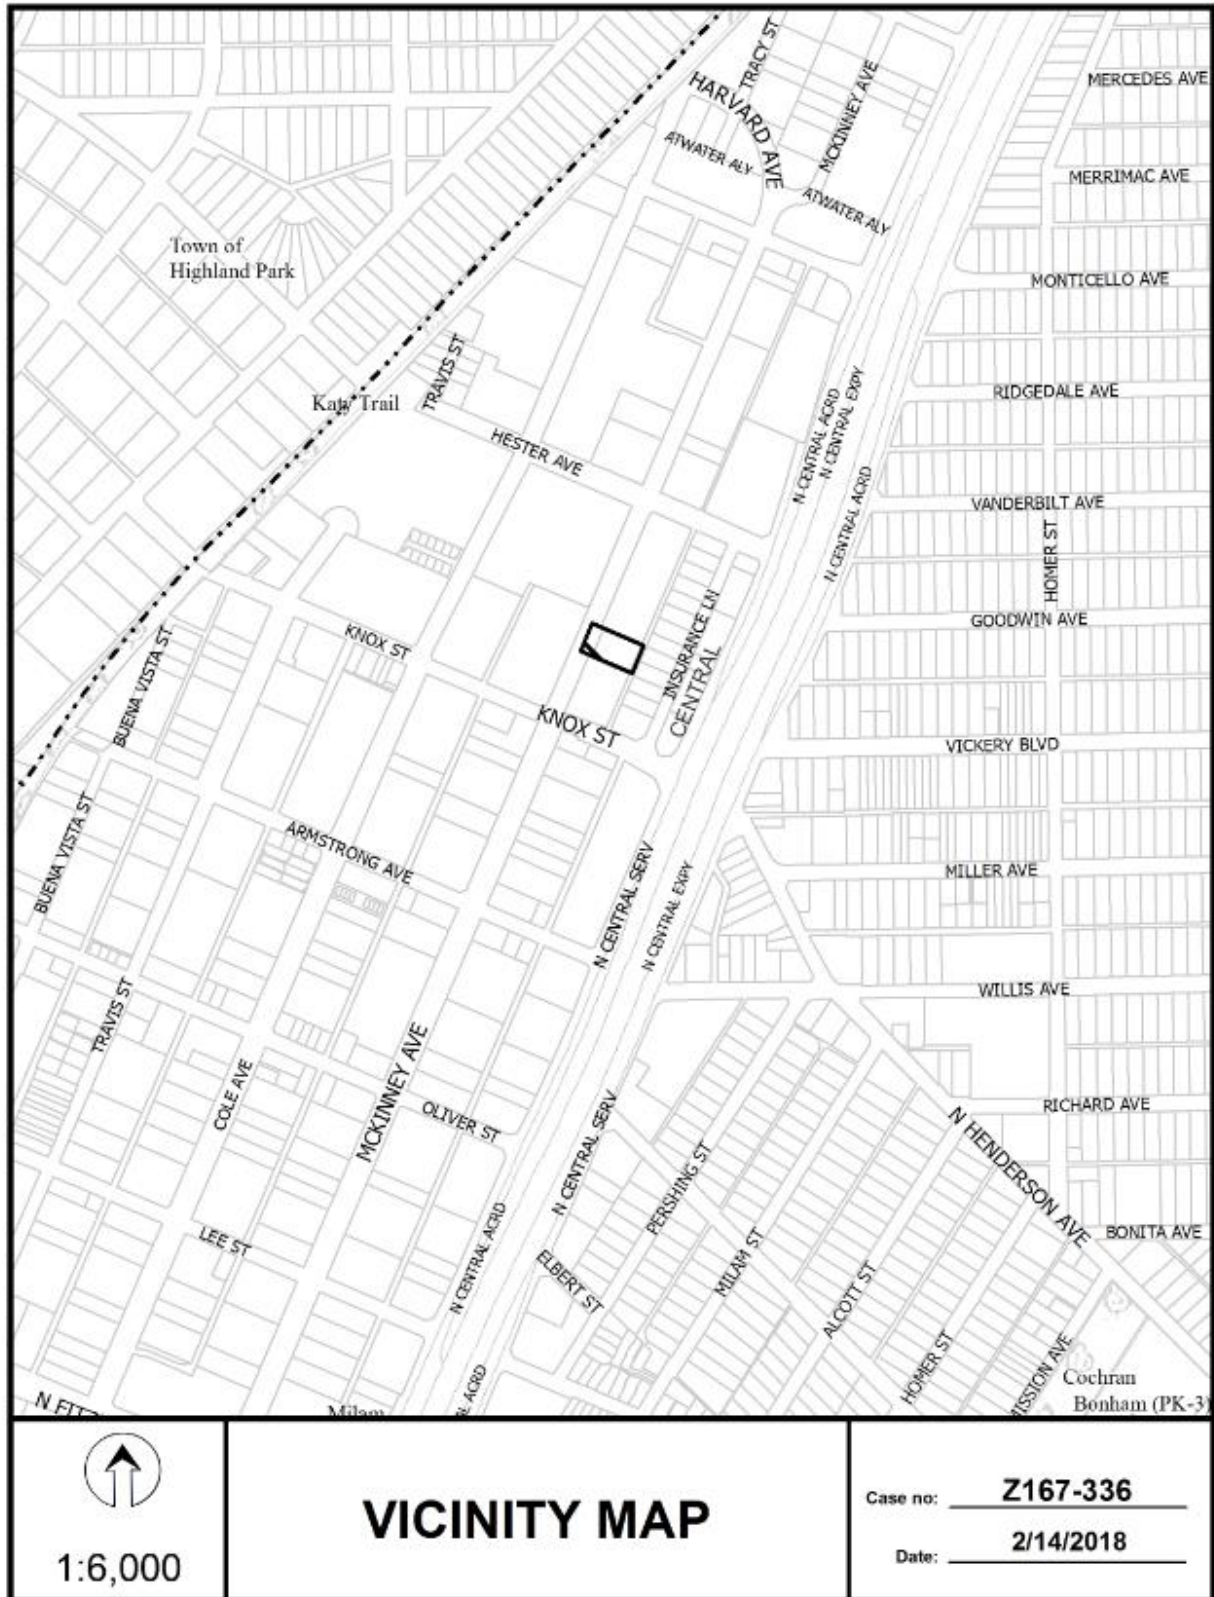 TRACY ST
MERCEDES AVE
HARVARD AVE
MCKINNEY AVE
ATWATER ALY
MERRIMAC AVE
ATWATER ALY
Town of
Highland Park
MONTICELLO AVE
TRAVIS ST
Katy Trail
RIDGEDALE AVE
N CENTRAL ACRD
N CENTRAL EXPY
HESTER AVE
N CENTRAL ACRD
VANDERBILT AVE
HOMER ST
GOODWIN AVE
INSURANCE LN
KNOX ST
BUENA VISTA ST
CENTRAL
KNOX ST
VICKERY BLVD
BUENA VISTA ST
ARMSTRONG AVE
MILLER AVE
N CENTRAL SERV
N CENTRAL EXPY
WILLIS AVE
TRAVIS ST
COLE AVE
MCKINNEY AVE
OLIVER ST
RICHARD AVE
N CENTRAL SERV
N HENDERSON AVE
PERSHING ST
BONITA AVE
LEE ST
N CENTRAL ACRD
ELBERT ST
MILAM ST
ALCOTT ST
HOMER ST
MISSION AVE
Cochran
Bonham (PK-3)
Milam
ACRD
1:6,000
VICINITY MAP
Case no: Z167-336
Date: 2/14/2018